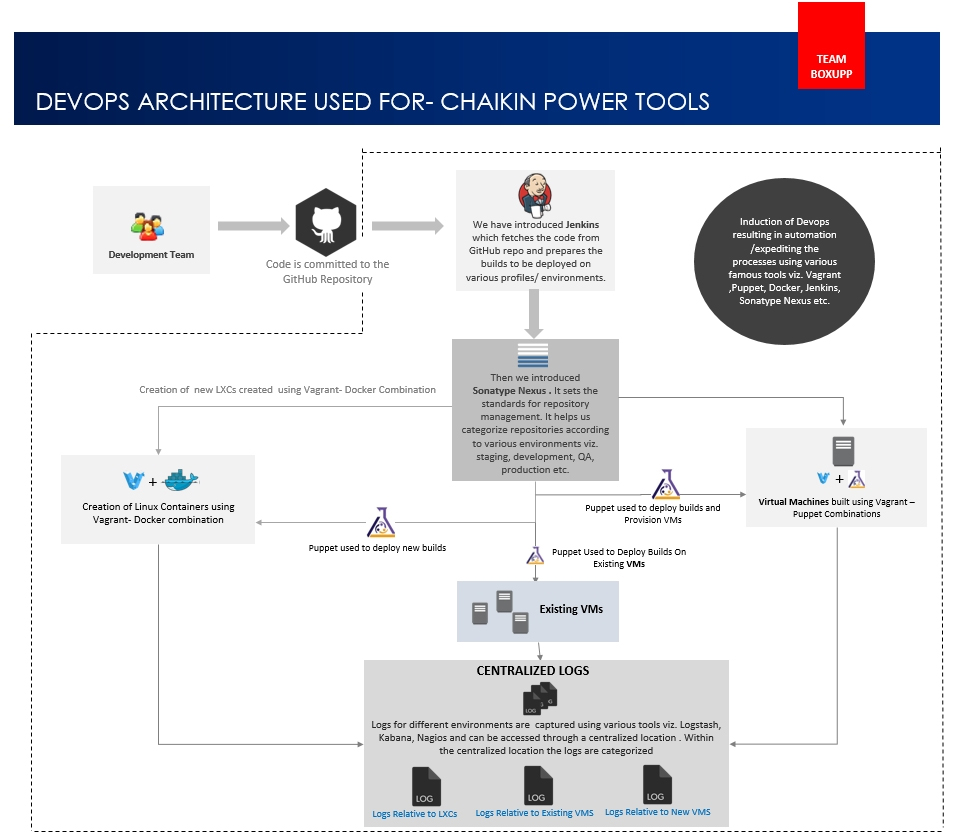 TEAM
BOXUPP
DEVOPS ARCHITECTURE USED FOR- CHAIKIN POWER TOOLS
Development Team
Code is committed to the
GitHub Repository
We have introduced Jenkins
which fetches the code from
GitHub repo and prepares the
builds to be deployed on
various profiles/ environments.
Induction of Devops
resulting in automation
/expediting the
processes using various
famous tools viz. Vagrant
,Puppet, Docker, Jenkins,
Sonatype Nexus etc.
Creation of new LXCs created using Vagrant- Docker Combination
Then we introduced
Sonatype Nexus . It sets the
standards for repository
management. It helps us
categorize repositories according
to various environments viz.
staging, development, QA,
production etc.
+
Creation of Linux Containers using
Vagrant- Docker combination
+
Virtual Machines built using Vagrant –
Puppet Combinations
Puppet used to deploy builds and
Provision VMs
Puppet used to deploy new builds
Puppet Used to Deploy Builds On
Existing VMs
Existing VMs
CENTRALIZED LOGS
LOG
G
Logs for different environments are captured using various tools viz. Logstash,
Kabana, Nagios and can be accessed through a centralized location . Within
the centralized location the logs are categorized
LOG
LOG
LOG
Logs Relative to LXCs
Logs Relative to Existing VMS
Logs Relative to New VMS